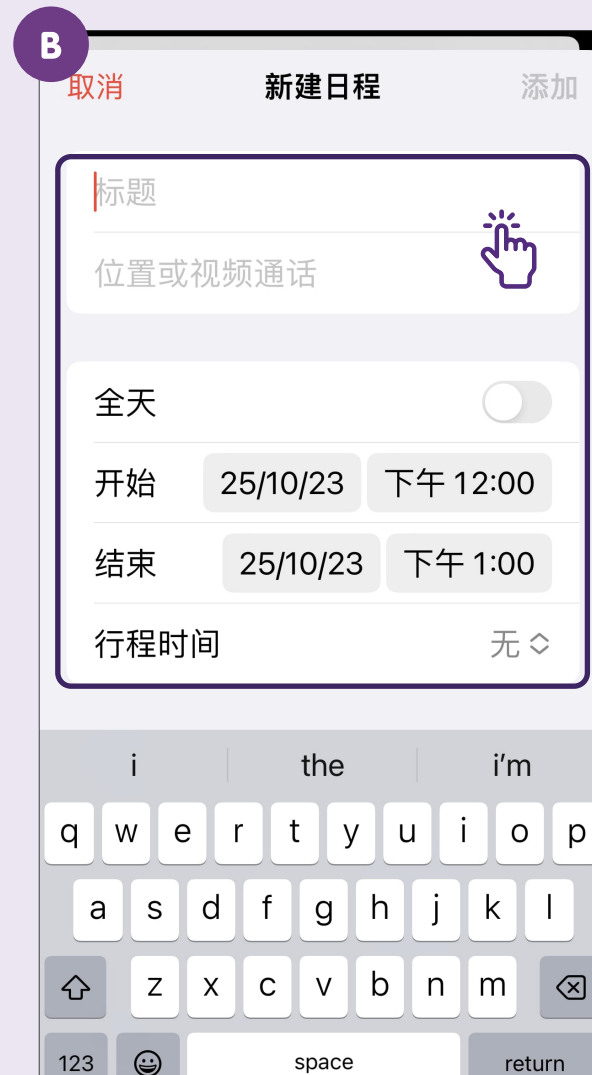 B
取消 新建日程 添加
标题
位置或视频通话
全天
开始 25/10/23 下午 12:00
结束 25/10/23 下午 1:00
行程时间 无
i the i’m
q w e r t y u i o p
a s d f g h j k l
z x c v b n m
123 space return